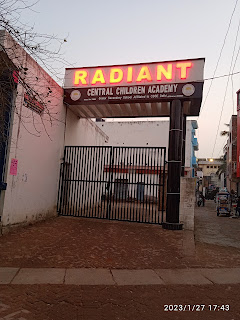 RADIANT
CENTRAL CHILDREN ACADEMY
2023/1/27 17:43